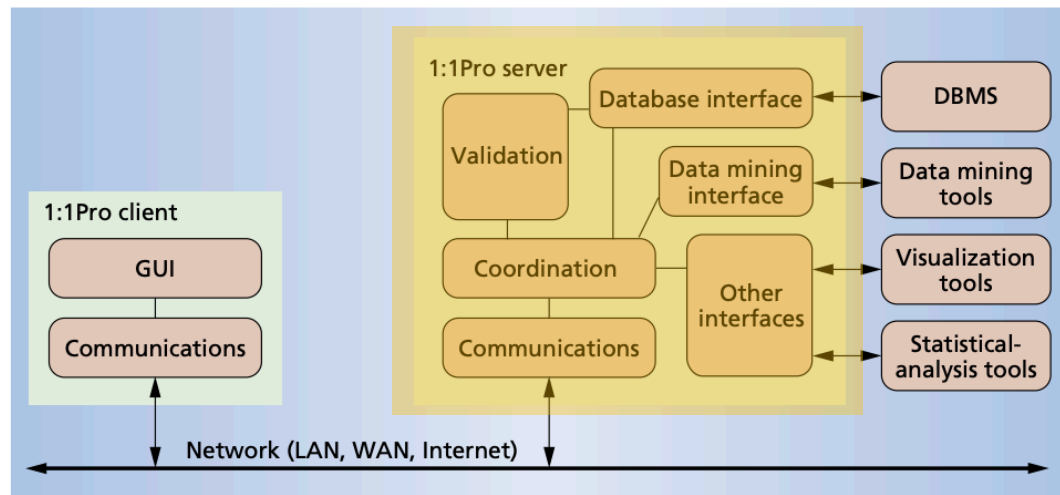 1:1Pro client
GUI
Communications
1:1Pro server
Database interface
Validation
Data mining
interface
Coordination
Other
interfaces
Communications
DBMS
Data mining
tools
Visualization
tools
Statistical-
analysis tools
Network (LAN, WAN, Internet)